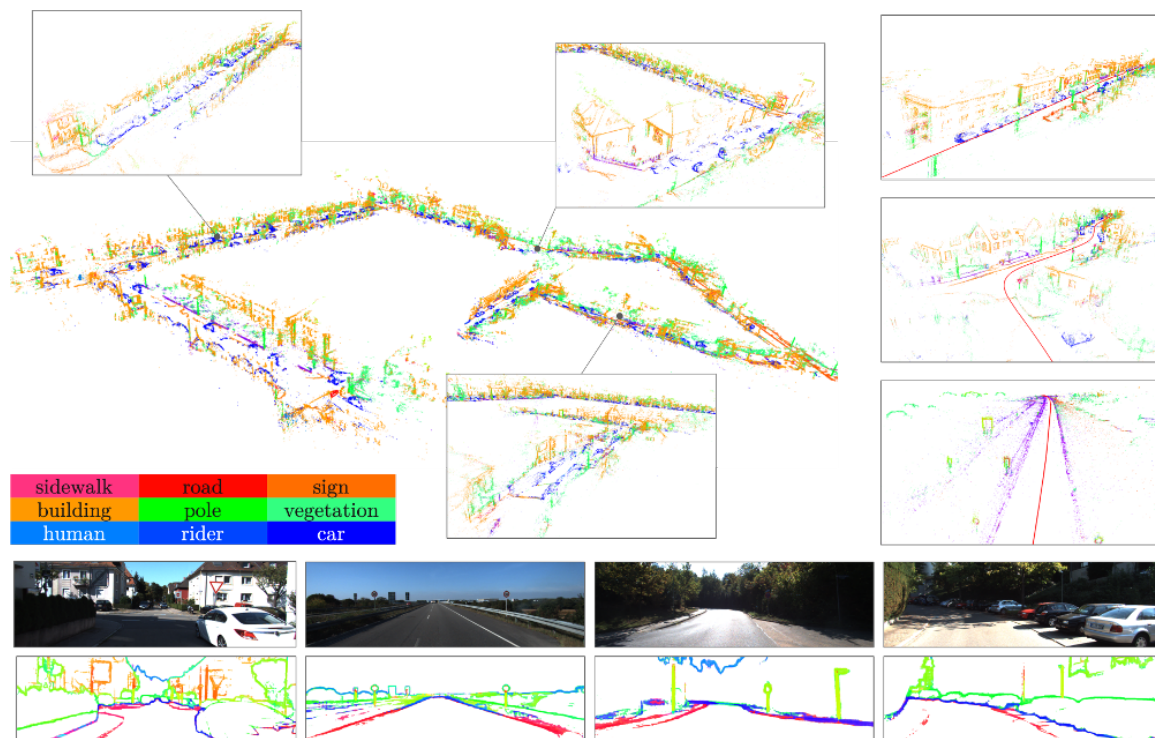 sidewalk road sign
building pole vegetation
human rider car